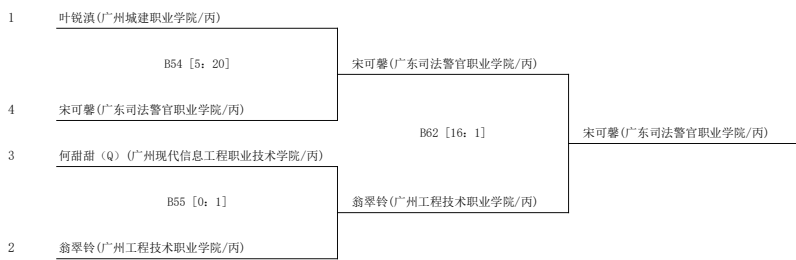 1 叶锐滇(广州城建职业学院/丙)
B54 [5: 20]
宋可馨(广东司法警官职业学院/丙)
4 宋可馨(广东司法警官职业学院/丙)
B62 [16: 1]
宋可馨(广东司法警官职业学院/丙)
3 何甜甜（Q）(广州现代信息工程职业技术学院/丙)
B55 [0: 1]
翁翠铃(广州工程技术职业学院/丙)
2 翁翠铃(广州工程技术职业学院/丙)